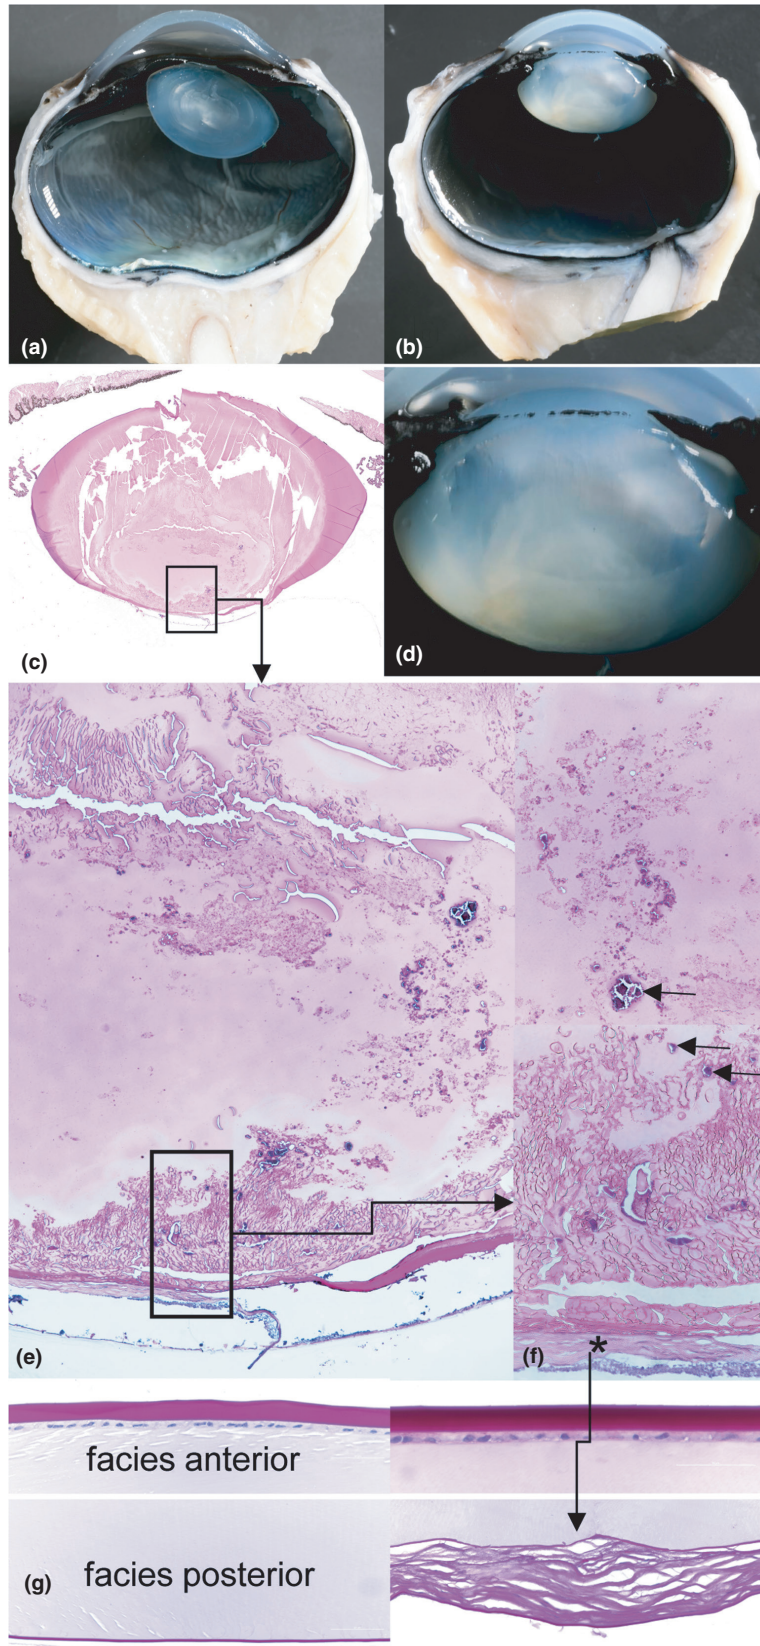 (a)
(b)
(c)
(d)
(e)
(f)
*
facies anterior
(g)
facies posterior